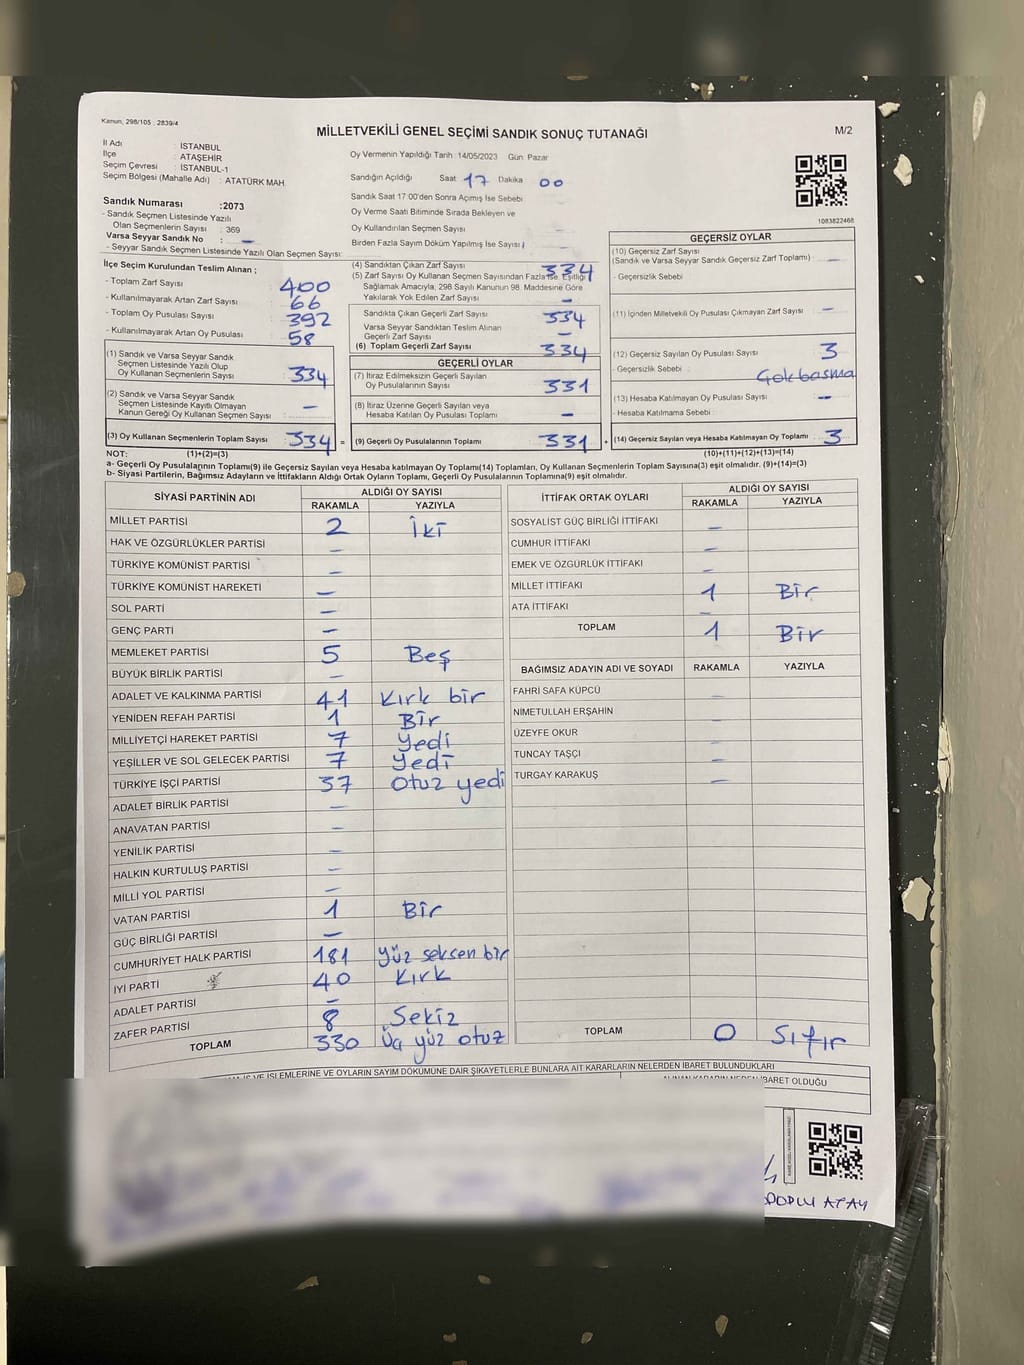 Kanun, 298/105 , 2839/4
MİLLETVEKİLİ GENEL SEÇİMİ SANDIK SONUÇ TUTANAĞI
M/2
İl Adı : İSTANBUL
İlçe : ATAŞEHİR
Seçim Çevresi : İSTANBUL-1
Seçim Bölgesi (Mahalle Adı) : ATATÜRK MAH.
Sandık Numarası :2073
- Sandık Seçmen Listesinde Yazılı
Olan Seçmenlerin Sayısı : 369
Varsa Seyyar Sandık No : –
- Seyyar Sandık Seçmen Listesinde Yazılı Olan Seçmen Sayısı:
Oy Vermenin Yapıldığı Tarih :14/05/2023 Gün Pazar
Sandığın Açıldığı Saat 17 Dakika 00
Sandık Saat 17:00'den Sonra Açımış İse Sebebi
Oy Verme Saati Bitiminde Sırada Bekleyen ve
Oy Kullandırılan Seçmen Sayısı –
Birden Fazla Sayım Döküm Yapılmış İse Sayısı –
1083822468
İlçe Seçim Kurulundan Teslim Alınan ;
- Toplam Zarf Sayısı 400
- Kullanılmayarak Artan Zarf Sayısı 66
- Toplam Oy Pusulası Sayısı 392
- Kullanılmayarak Artan Oy Pusulası 58
(1) Sandık ve Varsa Seyyar Sandık
Seçmen Listesinde Yazılı Olup
Oy Kullanan Seçmenlerin Sayısı 334
(2) Sandık ve Varsa Seyyar Sandık
Seçmen Listesinde Kayıtlı Olmayan
Kanun Gereği Oy Kullanan Seçmen Sayısı –
(3) Oy Kullanan Seçmenlerin Toplam Sayısı 334 =
(4) Sandıktan Çıkan Zarf Sayısı 334
(5) Zarf Sayısı Oy Kullanan Seçmen Sayısından Fazla İse, Eşitliği
Sağlamak Amacıyla, 298 Sayılı Kanunun 98. Maddesine Göre
Yakılarak Yok Edilen Zarf Sayısı –
Sandıkta Çıkan Geçerli Zarf Sayısı 334
Varsa Seyyar Sandıktan Teslim Alınan
Geçerli Zarf Sayısı –
(6) Toplam Geçerli Zarf Sayısı 334
GEÇERLİ OYLAR
(7) İtiraz Edilmeksizin Geçerli Sayılan
Oy Pusulalarının Sayısı 331
(8) İtiraz Üzerine Geçerli Sayılan veya
Hesaba Katılan Oy Pusulası Toplamı –
(9) Geçerli Oy Pusulalarının Toplamı 331 +
GEÇERSİZ OYLAR
(10) Geçersiz Zarf Sayısı
(Sandık ve Varsa Seyyar Sandık Geçersiz Zarf Toplamı) –
- Geçersizlik Sebebi
(11) İçinden Milletvekili Oy Pusulası Çıkmayan Zarf Sayısı –
(12) Geçersiz Sayılan Oy Pusulası Sayısı 3
- Geçersizlik Sebebi Çokbasma
(13) Hesaba Katılmayan Oy Pusulası Sayısı –
- Hesaba Katılmama Sebebi
(14) Geçersiz Sayılan veya Hesaba Katılmayan Oy Toplamı 3
NOT: (1)+(2)=(3) (10)+(11)+(12)+(13)=(14)
a- Geçerli Oy Pusulalarının Toplamı(9) ile Geçersiz Sayılan veya Hesaba katılmayan Oy Toplamı(14) Toplamları, Oy Kullanan Seçmenlerin Toplam Sayısına(3) eşit olmalıdır. (9)+(14)=(3)
b- Siyasi Partilerin, Bağımsız Adayların ve İttifakların Aldığı Ortak Oyların Toplamı, Geçerli Oy Pusulalarının Toplamına(9) eşit olmalıdır.
SİYASİ PARTİNİN ADI ALDIĞI OY SAYISI
RAKAMLA YAZIYLA
MİLLET PARTİSİ 2 İki
HAK VE ÖZGÜRLÜKLER PARTİSİ –
TÜRKİYE KOMÜNİST PARTİSİ –
TÜRKİYE KOMÜNİST HAREKETİ –
SOL PARTİ –
GENÇ PARTİ –
MEMLEKET PARTİSİ 5 Beş
BÜYÜK BİRLİK PARTİSİ –
ADALET VE KALKINMA PARTİSİ 41 Kırk bir
YENİDEN REFAH PARTİSİ 1 Bir
MİLLİYETÇİ HAREKET PARTİSİ 7 Yedi
YEŞİLLER VE SOL GELECEK PARTİSİ 7 Yedi
TÜRKİYE İŞÇİ PARTİSİ 37 Otuz yedi
ADALET BİRLİK PARTİSİ –
ANAVATAN PARTİSİ –
YENİLİK PARTİSİ –
HALKIN KURTULUŞ PARTİSİ –
MİLLİ YOL PARTİSİ –
VATAN PARTİSİ 1 Bir
GÜÇ BİRLİĞİ PARTİSİ –
CUMHURİYET HALK PARTİSİ 181 yüz seksen bir
İYİ PARTİ 40 Kırk
ADALET PARTİSİ –
ZAFER PARTİSİ 8 Sekiz
TOPLAM 330 Üç yüz otuz
İTTİFAK ORTAK OYLARI ALDIĞI OY SAYISI
RAKAMLA YAZIYLA
SOSYALİST GÜÇ BİRLİĞİ İTTİFAKI –
CUMHUR İTTİFAKI –
EMEK VE ÖZGÜRLÜK İTTİFAKI –
MİLLET İTTİFAKI 1 Bir
ATA İTTİFAKI –
TOPLAM 1 Bir
BAĞIMSIZ ADAYIN ADI VE SOYADI RAKAMLA YAZIYLA
FAHRİ SAFA KÜPCÜ –
NİMETULLAH ERŞAHİN –
ÜZEYFE OKUR –
TUNCAY TAŞÇI –
TURGAY KARAKUŞ –
TOPLAM 0 Sıfır
İŞ VE İŞLEMLERİNE VE OYLARIN SAYIM DÖKÜMÜNE DAİR ŞİKAYETLERLE BUNLARA AİT KARARLARIN NELERDEN İBARET BULUNDUKLARI
ALINAN KARARIN NEDEN İBARET OLDUĞU
ATAY